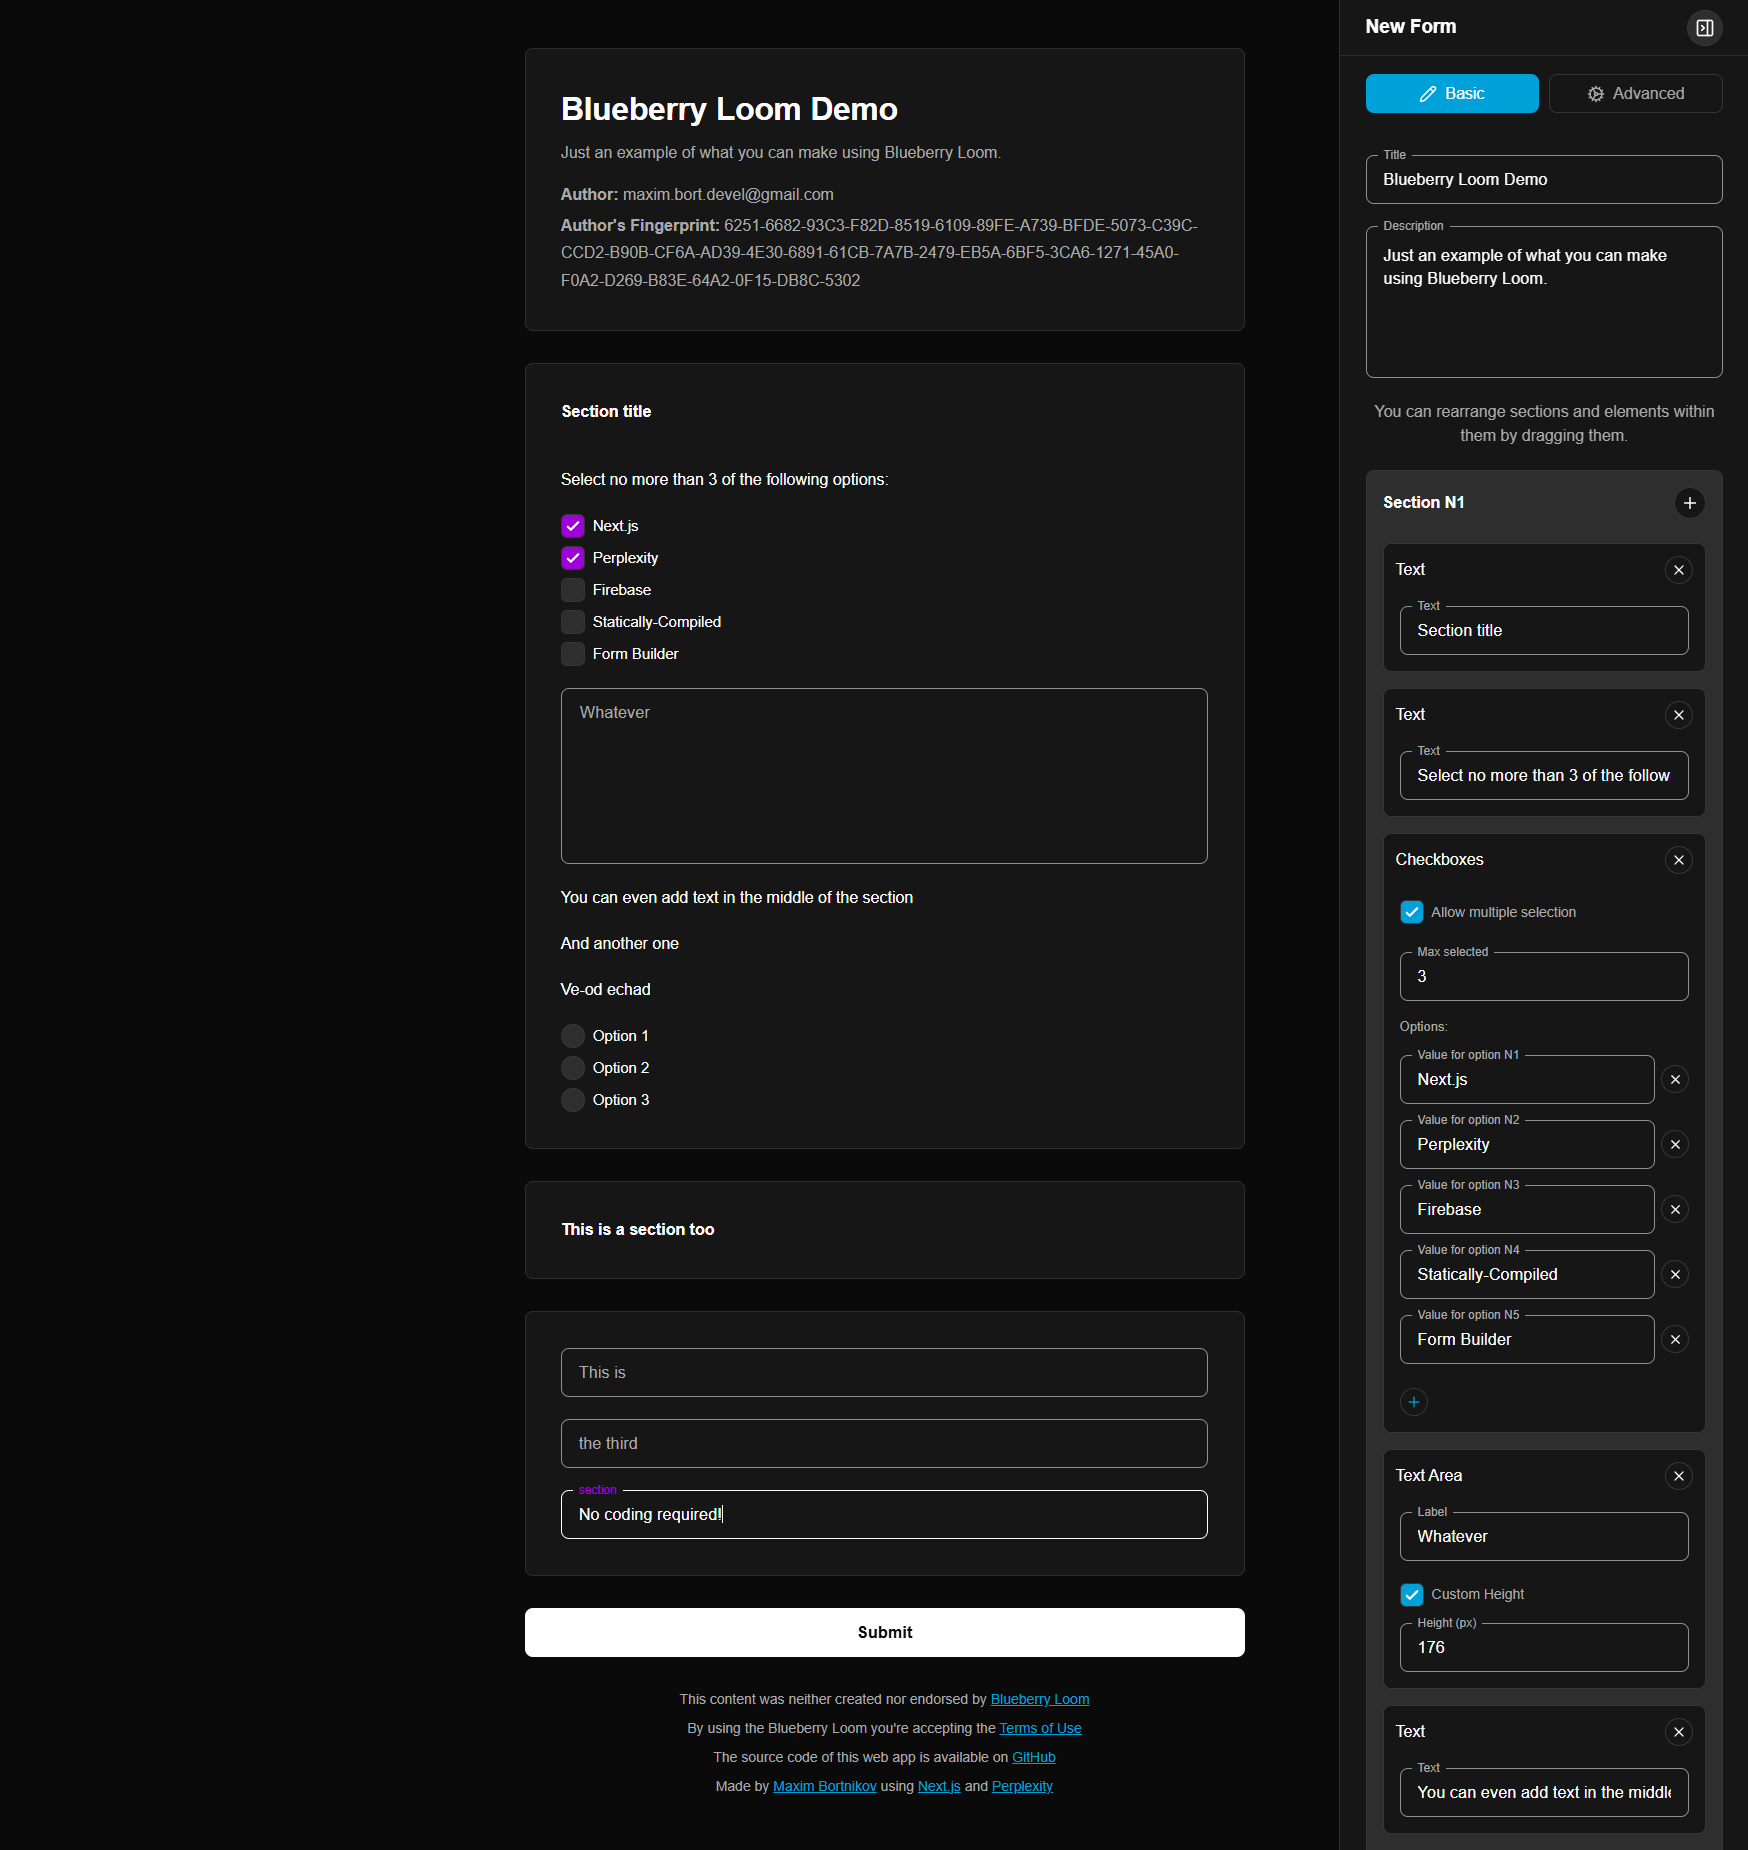 Blueberry Loom Demo
Just an example of what you can make using Blueberry Loom.
Author: maxim.bort.devel@gmail.com
Author's Fingerprint: 6251-6682-93C3-F82D-8519-6109-89FE-A739-BFDE-5073-C39C-
CCD2-B90B-CF6A-AD39-4E30-6891-61CB-7A7B-2479-EB5A-6BF5-3CA6-1271-45A0-
F0A2-D269-B83E-64A2-0F15-DB8C-5302
Section title
Select no more than 3 of the following options:
Next.js
Perplexity
Firebase
Statically-Compiled
Form Builder
Whatever
You can even add text in the middle of the section
And another one
Ve-od echad
Option 1
Option 2
Option 3
This is a section too
This is
the third
section
No coding required!
Submit
This content was neither created nor endorsed by Blueberry Loom
By using the Blueberry Loom you're accepting the Terms of Use
The source code of this web app is available on GitHub
Made by Maxim Bortnikov using Next.js and Perplexity
New Form
Basic
Advanced
Title
Blueberry Loom Demo
Description
Just an example of what you can make
using Blueberry Loom.
You can rearrange sections and elements within
them by dragging them.
Section N1
Text
Text
Section title
Text
Text
Select no more than 3 of the follow
Checkboxes
Allow multiple selection
Max selected
3
Options:
Value for option N1
Next.js
Value for option N2
Perplexity
Value for option N3
Firebase
Value for option N4
Statically-Compiled
Value for option N5
Form Builder
Text Area
Label
Whatever
Custom Height
Height (px)
176
Text
Text
You can even add text in the middle